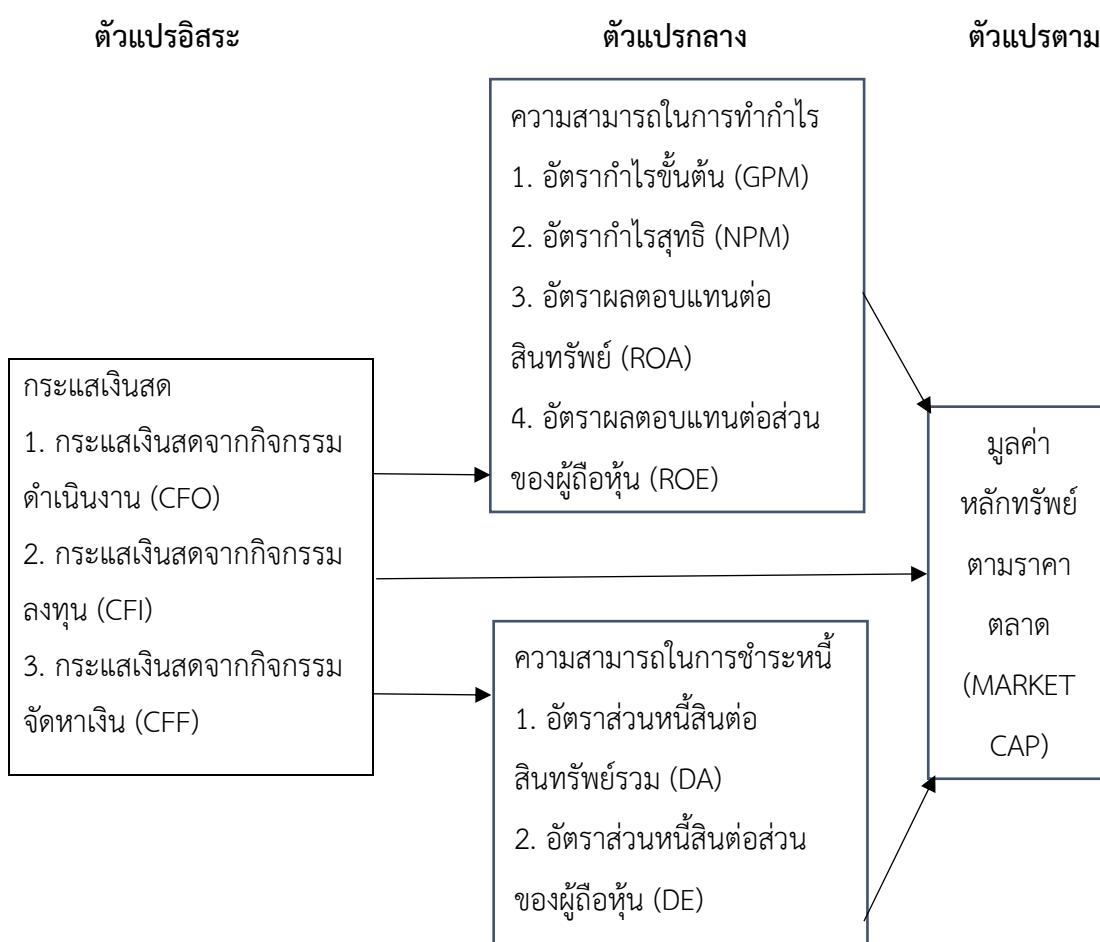 ตัวแปรอิสระ
ตัวแปรกลาง
ตัวแปรตาม
ความสามารถในการทำกำไร
1. อัตรากำไรขั้นต้น (GPM)
2. อัตรากำไรสุทธิ (NPM)
3. อัตราผลตอบแทนต่อ
สินทรัพย์ (ROA)
4. อัตราผลตอบแทนต่อส่วน
ของผู้ถือหุ้น (ROE)
กระแสเงินสด
1. กระแสเงินสดจากกิจกรรม
ดำเนินงาน (CFO)
2. กระแสเงินสดจากกิจกรรม
ลงทุน (CFI)
3. กระแสเงินสดจากกิจกรรม
จัดหาเงิน (CFF)
ความสามารถในการชำระหนี้
1. อัตราส่วนหนี้สินต่อ
สินทรัพย์รวม (DA)
2. อัตราส่วนหนี้สินต่อส่วน
ของผู้ถือหุ้น (DE)
มูลค่า
หลักทรัพย์
ตามราคา
ตลาด
(MARKET
CAP)